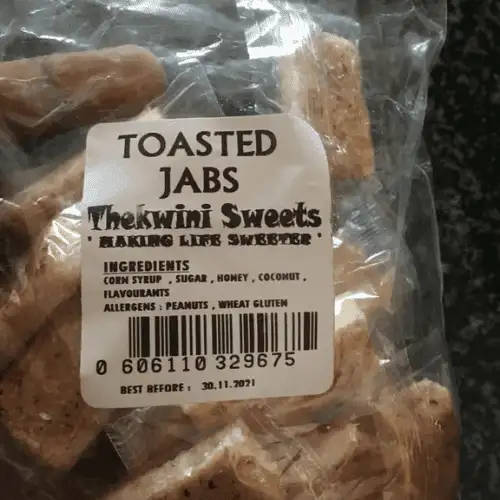 TOASTED
JABS
Thekwini Sweets
' MAKING LIFE SWEETER '
INGREDIENTS
CORN SYRUP , SUGAR , HONEY , COCONUT ,
FLAVOURANTS
ALLERGENS : PEANUTS , WHEAT GLUTEN
0 606110 329675
BEST BEFORE : 30.11.2021